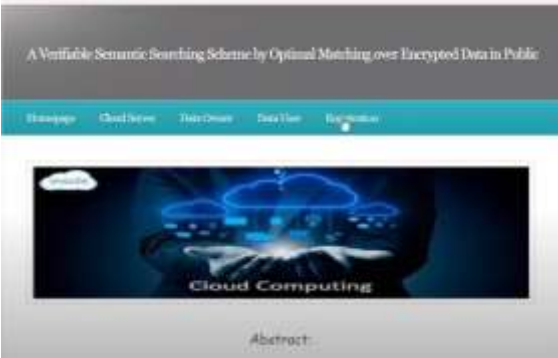 A Verifiable Semantic Searching Scheme by Optimal Matching over Encrypted Data in Public
Homepage Cloud Server Data Owner Data User Registration
Cloud Computing
Abstract: